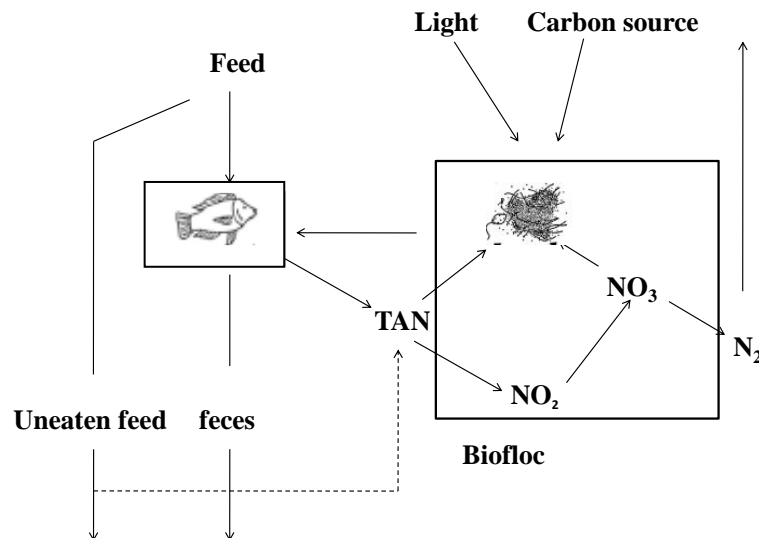 Light Carbon source
Feed
NO₃
TAN
N₂
NO₂
Uneaten feed feces
Biofloc